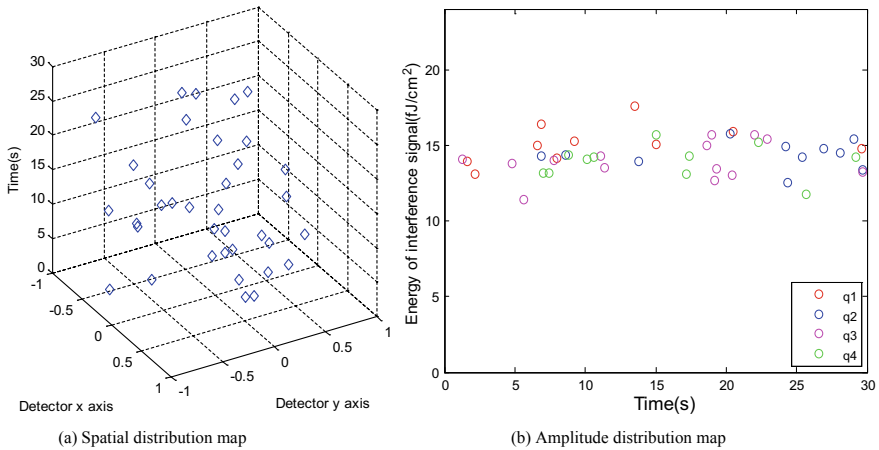 30
25
20
15
10
5
0
-1
-0.5
0
0.5
1
-1
-0.5
0
0.5
1
Time(s)
Detector x axis
Detector y axis
(a) Spatial distribution map
20
15
10
5
0
0
5
10
15
20
25
30
Energy of interference signal(fJ/cm²)
Time(s)
q1
q2
q3
q4
(b) Amplitude distribution map